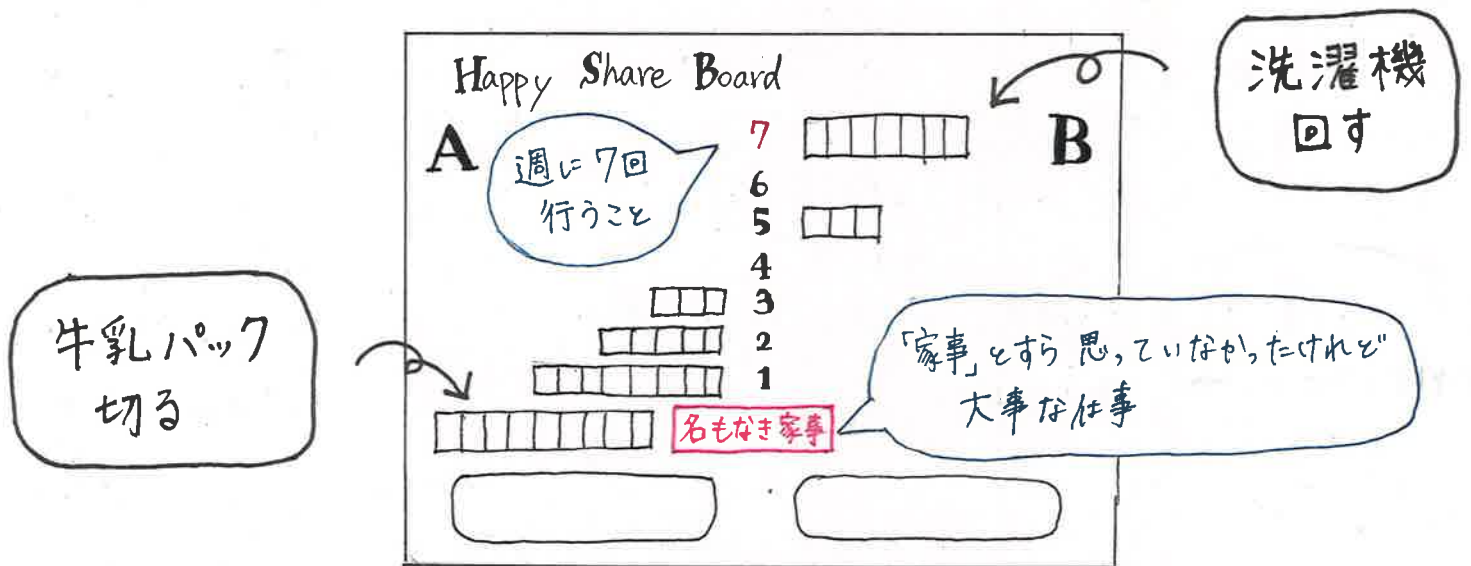 Happy Share Board
A
B
週に7回
行うこと
7
6
5
4
3
2
1
名もなき家事
「家事」とすら思っていなかったけれど
大事な仕事
洗濯機
回す
牛乳パック
切る